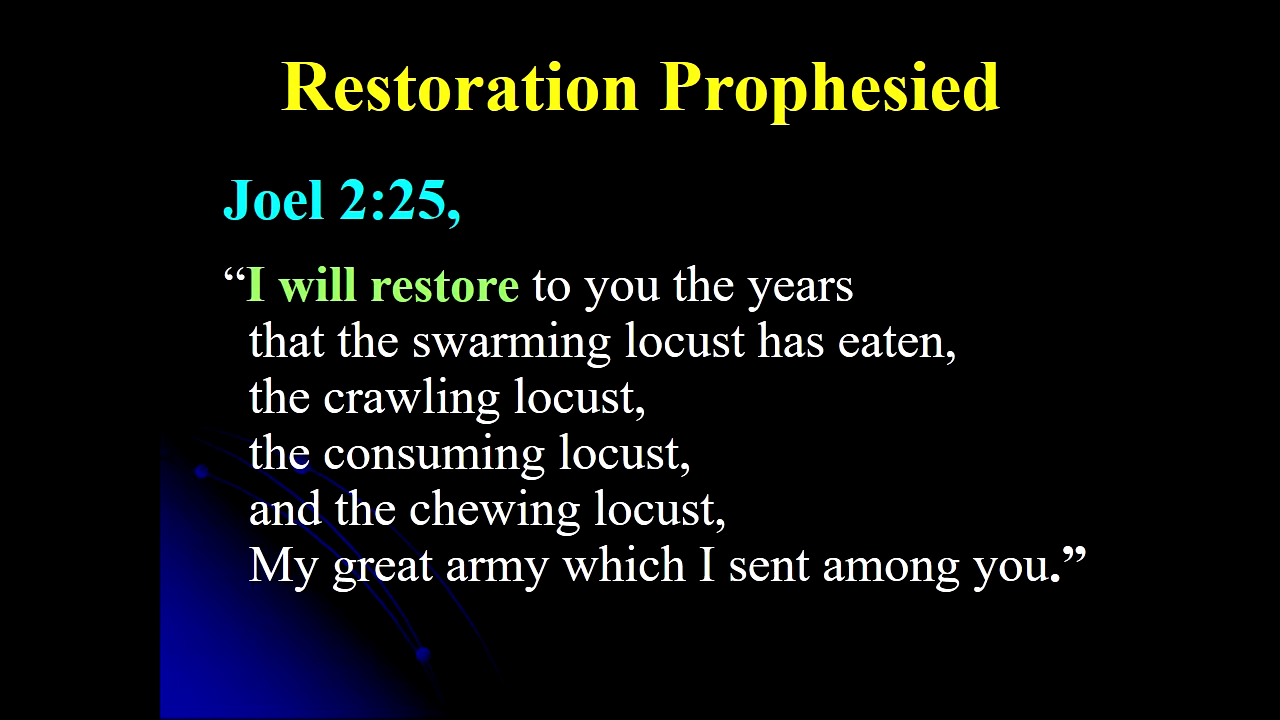 Restoration Prophesied
Joel 2:25,
“I will restore to you the years
that the swarming locust has eaten,
the crawling locust,
the consuming locust,
and the chewing locust,
My great army which I sent among you.”